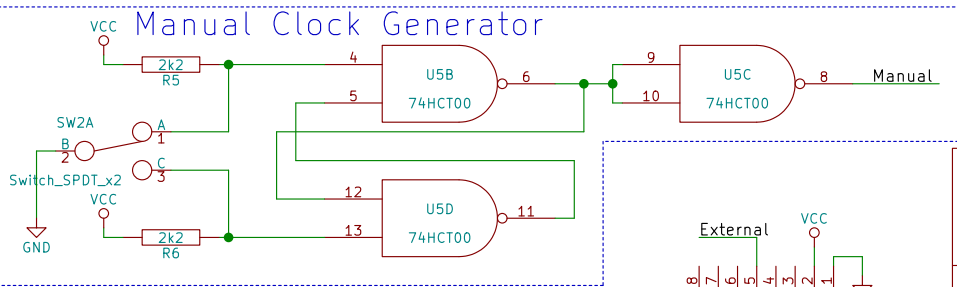 Manual Clock Generator
VCC
2k2
R5
4
5
U5B
74HCT00
6
9
10
U5C
74HCT00
8
Manual
SW2A
A
1
B
2
C
3
Switch_SPDT_x2
VCC
GND
2k2
R6
12
13
U5D
74HCT00
11
External
VCC
8
7
6
5
4
3
2
1